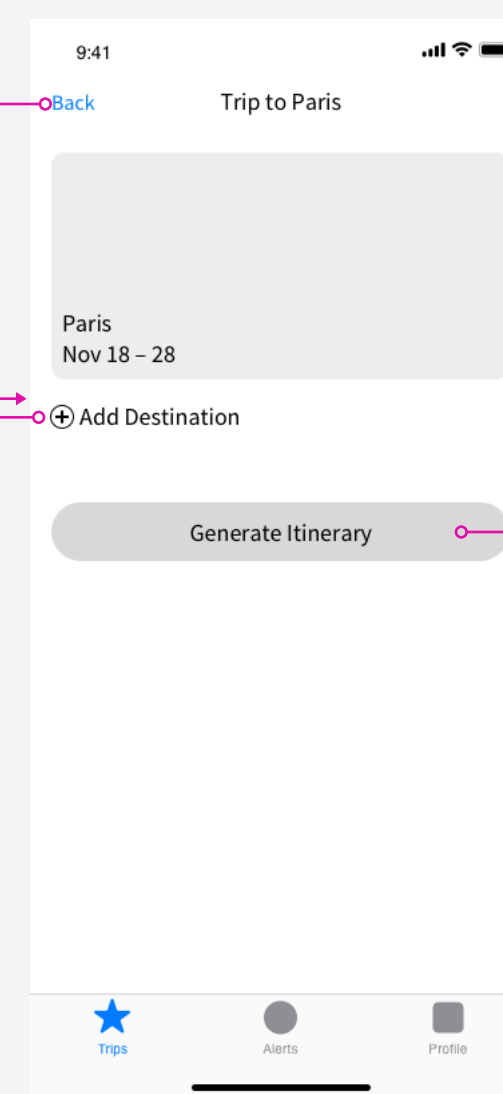 9:41
Back
Trip to Paris
Paris
Nov 18 – 28
Add Destination
Generate Itinerary
Trips
Alerts
Profile